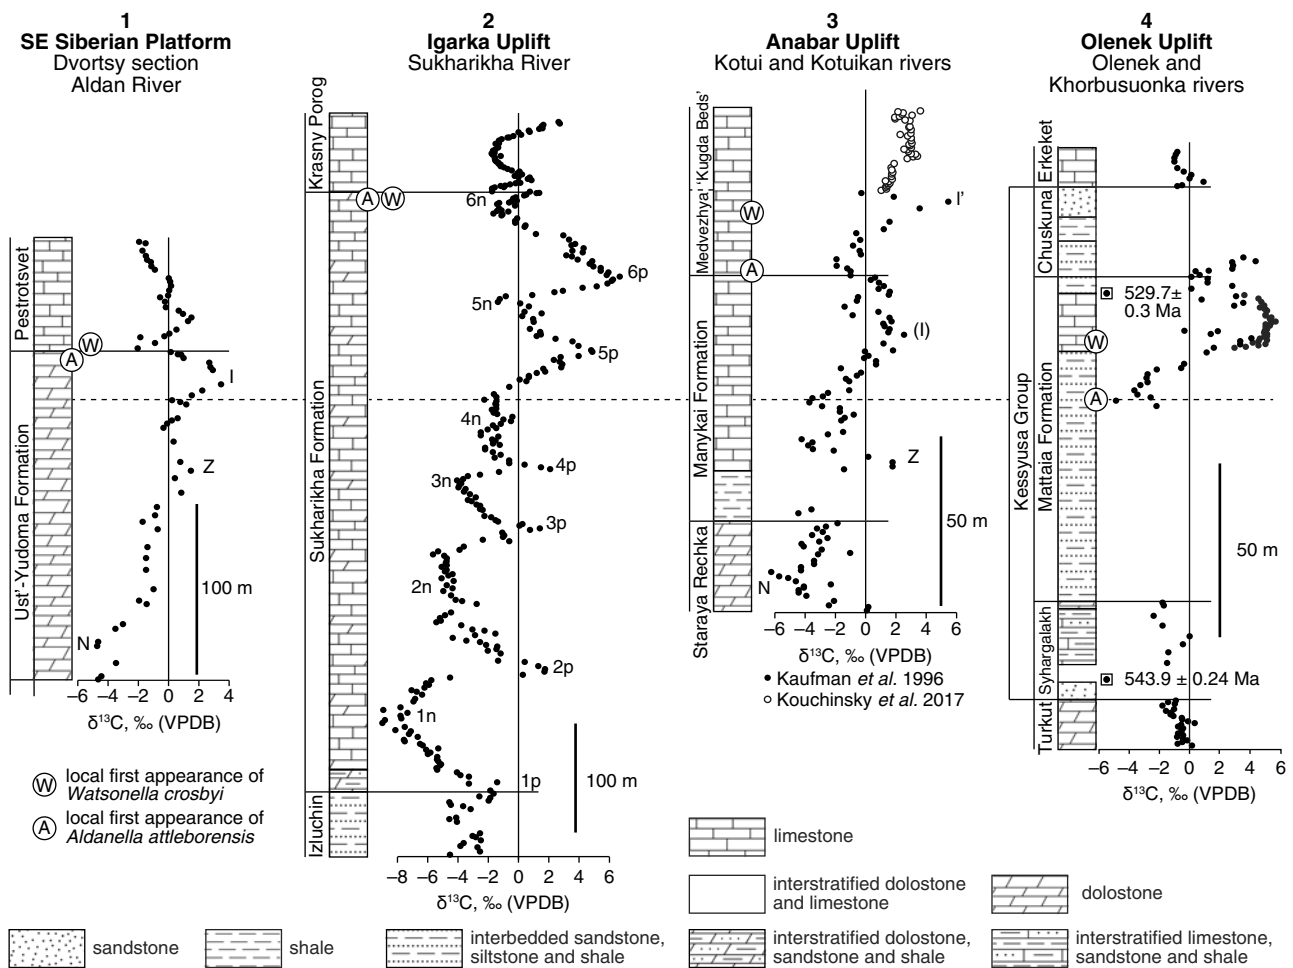 1
SE Siberian Platform
Dvortsy section
Aldan River
2
Igarka Uplift
Sukharikha River
3
Anabar Uplift
Kotui and Kotuikan rivers
4
Olenek Uplift
Olenek and
Khorbusuonka rivers
Pestrotsvet
Ust'-Yudoma Formation
W
A
I
Z
N
100 m
−6 −4 −2 0 2 4
δ¹³C, ‰ (VPDB)
W local first appearance of
Watsonella crosbyi
A local first appearance of
Aldanella attleborensis
Krasny Porog
Sukharikha Formation
Izluchin
A W
6n
6p
5n
5p
4n
4p
3n
3p
2n
2p
1n
1p
100 m
−8 −6 −4 −2 0 2 4 6
δ¹³C, ‰ (VPDB)
Medvezhya'
'Kugda Beds'
Manykai Formation
Staraya Rechka
W
A
I'
(I)
Z
N
50 m
−6 −4 −2 0 2 4 6
δ¹³C, ‰ (VPDB)
Kaufman et al. 1996
Kouchinsky et al. 2017
Erkeket
Chuskuna
Kessyusa Group
Mattaia Formation
Syhargalakh
Turkut
529.7±
0.3 Ma
W
A
50 m
543.9 ± 0.24 Ma
−6 −4 −2 0 2 4 6
δ¹³C, ‰ (VPDB)
limestone
interstratified dolostone
and limestone
dolostone
sandstone
shale
interbedded sandstone,
siltstone and shale
interstratified dolostone,
sandstone and shale
interstratified limestone,
sandstone and shale